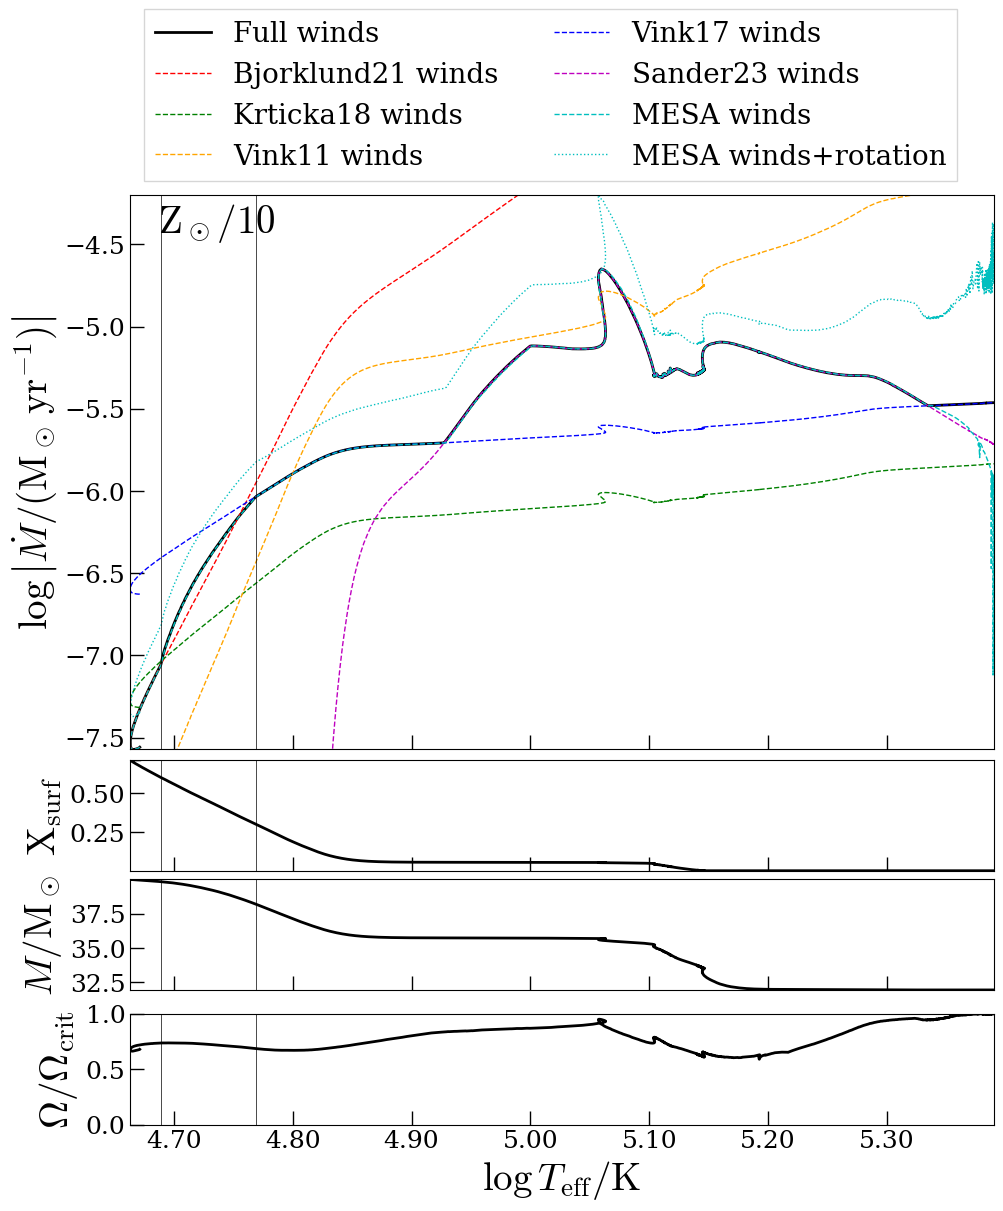 Full winds
Bjorklund21 winds
Krticka18 winds
Vink11 winds
Vink17 winds
Sander23 winds
MESA winds
MESA winds+rotation
Z⊙/10
log |Ṁ/(M⊙ yr⁻¹)|
−4.5
−5.0
−5.5
−6.0
−6.5
−7.0
−7.5
X_surf
0.50
0.25
M/M⊙
37.5
35.0
32.5
Ω/Ω_crit
1.0
0.5
0.0
4.70 4.80 4.90 5.00 5.10 5.20 5.30
log T_eff/K